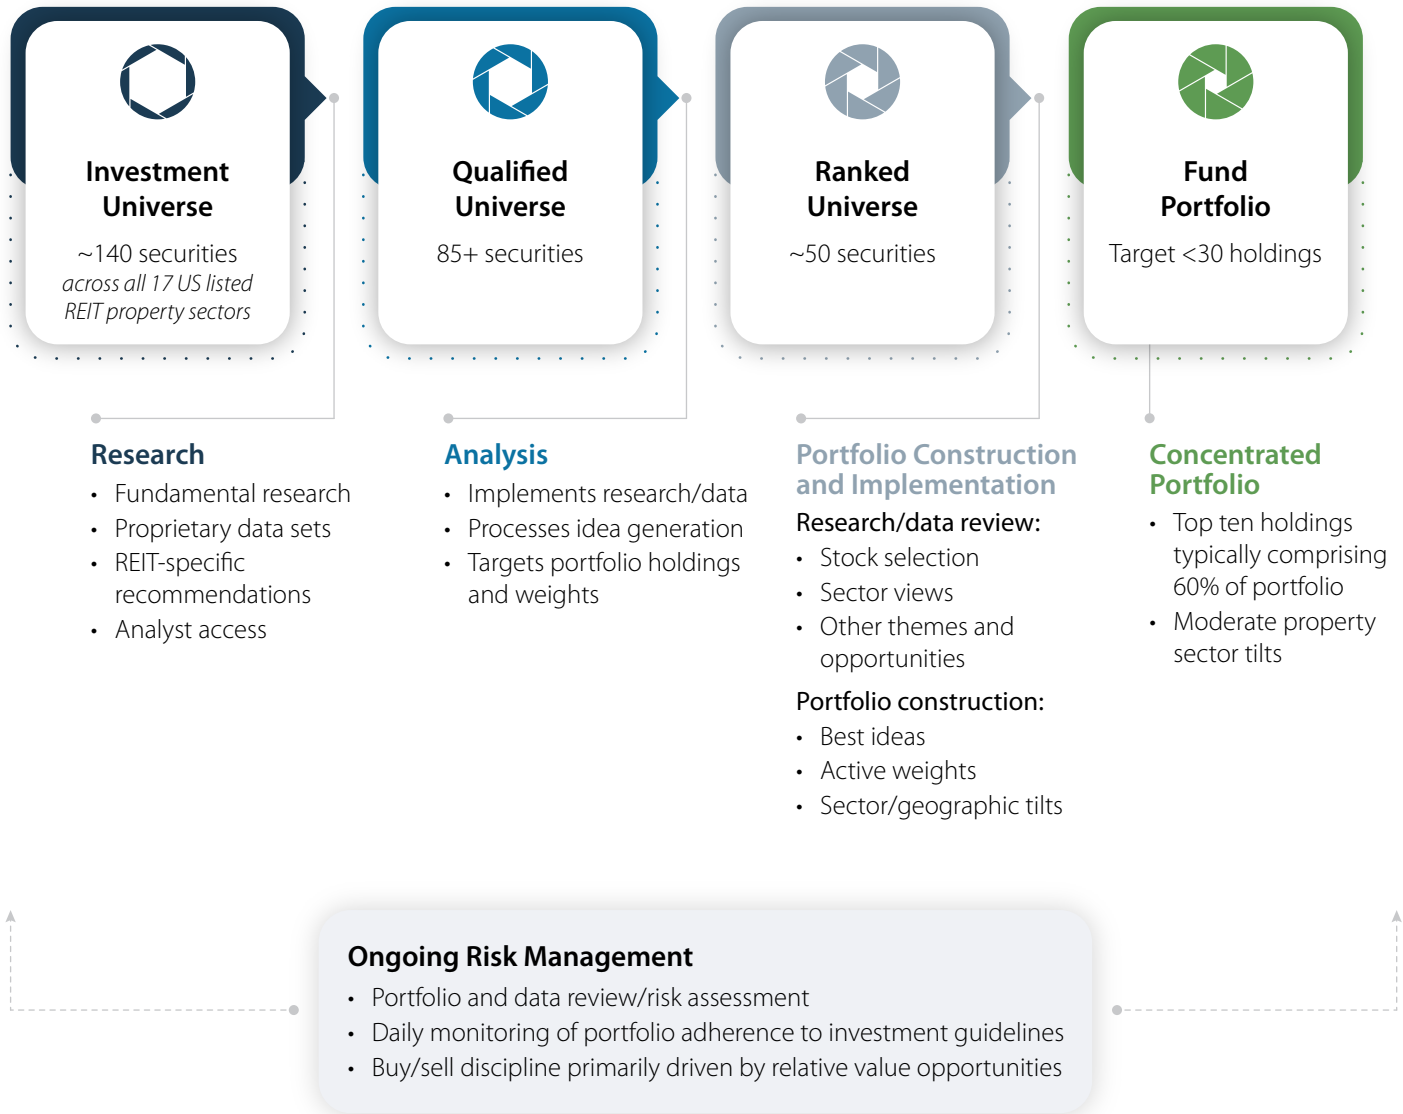 Investment
Universe
~140 securities
across all 17 US listed
REIT property sectors
Qualified
Universe
85+ securities
Ranked
Universe
~50 securities
Fund
Portfolio
Target <30 holdings
Research
• Fundamental research
• Proprietary data sets
• REIT-specific
recommendations
• Analyst access
Analysis
• Implements research/data
• Processes idea generation
• Targets portfolio holdings
and weights
Portfolio Construction
and Implementation
Research/data review:
• Stock selection
• Sector views
• Other themes and
opportunities
Portfolio construction:
• Best ideas
• Active weights
• Sector/geographic tilts
Concentrated
Portfolio
• Top ten holdings
typically comprising
60% of portfolio
• Moderate property
sector tilts
Ongoing Risk Management
• Portfolio and data review/risk assessment
• Daily monitoring of portfolio adherence to investment guidelines
• Buy/sell discipline primarily driven by relative value opportunities